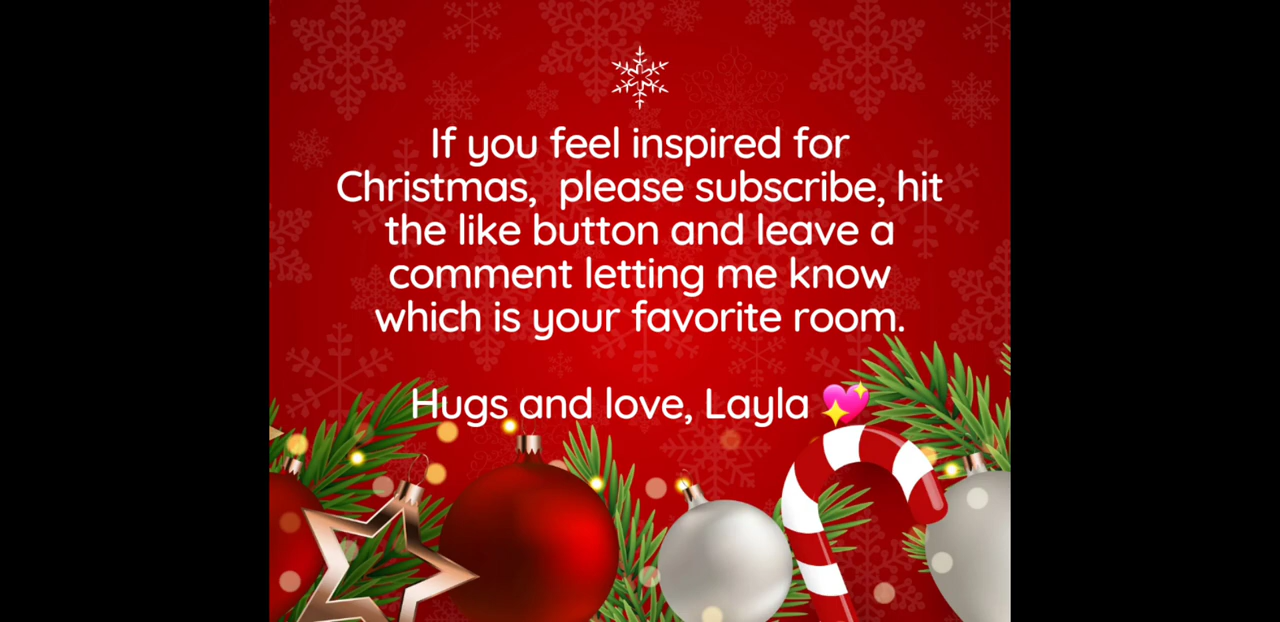 If you feel inspired for
Christmas,  please subscribe, hit
the like button and leave a
comment letting me know
which is your favorite room.
Hugs and love, Layla 💖